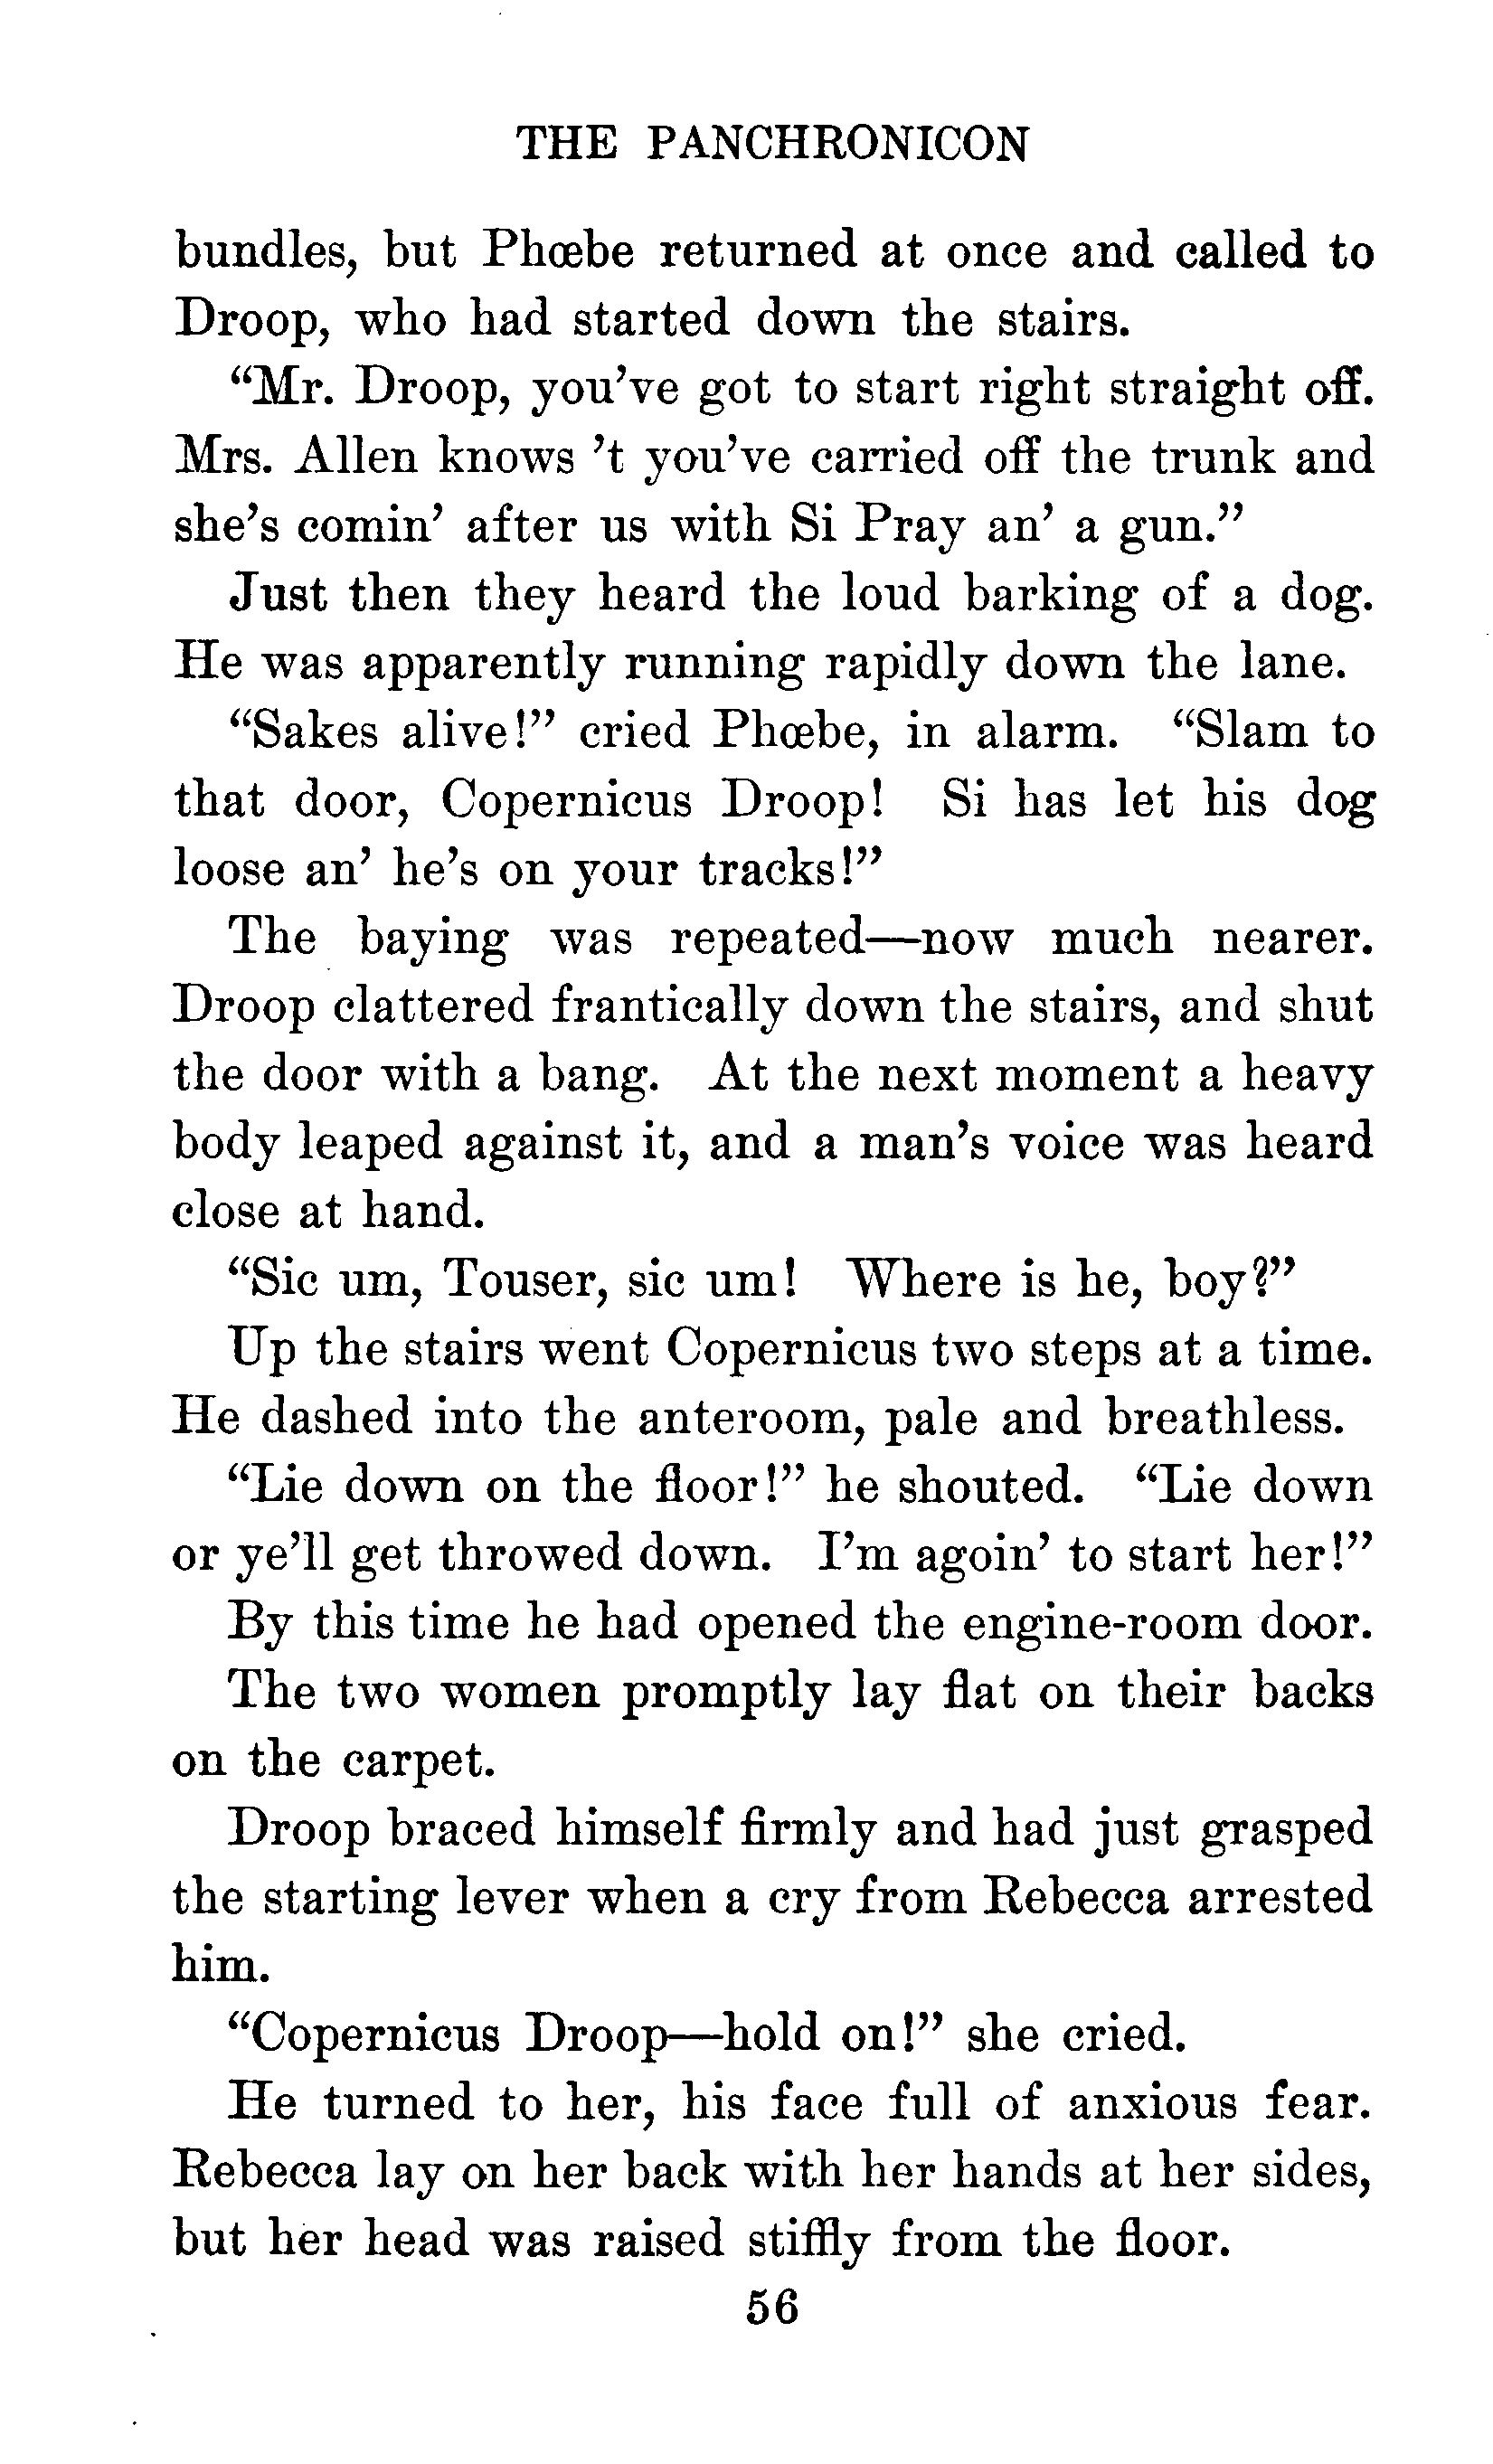 THE PANCHRONICON
bundles, but Phœbe returned at once and called to
Droop, who had started down the stairs.
“Mr. Droop, you’ve got to start right straight off.
Mrs. Allen knows ’t you’ve carried off the trunk and
she’s comin’ after us with Si Pray an’ a gun.”
Just then they heard the loud barking of a dog.
He was apparently running rapidly down the lane.
“Sakes alive!” cried Phœbe, in alarm. “Slam to
that door, Copernicus Droop! Si has let his dog
loose an’ he’s on your tracks!”
The baying was repeated—now much nearer.
Droop clattered frantically down the stairs, and shut
the door with a bang. At the next moment a heavy
body leaped against it, and a man’s voice was heard
close at hand.
“Sic um, Touser, sic um! Where is he, boy?”
Up the stairs went Copernicus two steps at a time.
He dashed into the anteroom, pale and breathless.
“Lie down on the floor!” he shouted. “Lie down
or ye’ll get throwed down. I’m agoin’ to start her!”
By this time he had opened the engine-room door.
The two women promptly lay flat on their backs
on the carpet.
Droop braced himself firmly and had just grasped
the starting lever when a cry from Rebecca arrested
him.
“Copernicus Droop—hold on!” she cried.
He turned to her, his face full of anxious fear.
Rebecca lay on her back with her hands at her sides,
but her head was raised stiffly from the floor.
56